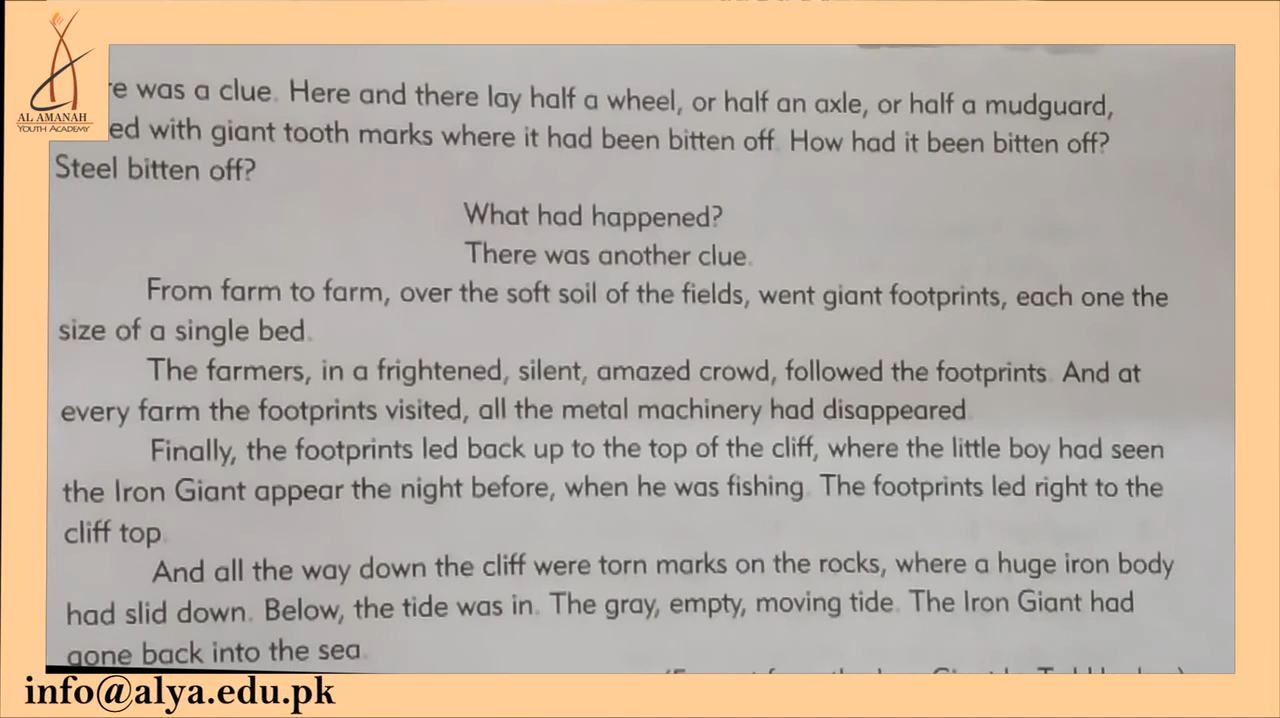 AL AMANAH
YOUTH ACADEMY
was a clue. Here and there lay half a wheel, or half an axle, or half a mudguard,
with giant tooth marks where it had been bitten off. How had it been bitten off?
Steel bitten off?
What had happened?
There was another clue.
From farm to farm, over the soft soil of the fields, went giant footprints, each one the
size of a single bed.
The farmers, in a frightened, silent, amazed crowd, followed the footprints. And at
every farm the footprints visited, all the metal machinery had disappeared.
Finally, the footprints led back up to the top of the cliff, where the little boy had seen
the Iron Giant appear the night before, when he was fishing. The footprints led right to the
cliff top.
And all the way down the cliff were torn marks on the rocks, where a huge iron body
had slid down. Below, the tide was in. The gray, empty, moving tide. The Iron Giant had
gone back into the sea.
info@alya.edu.pk